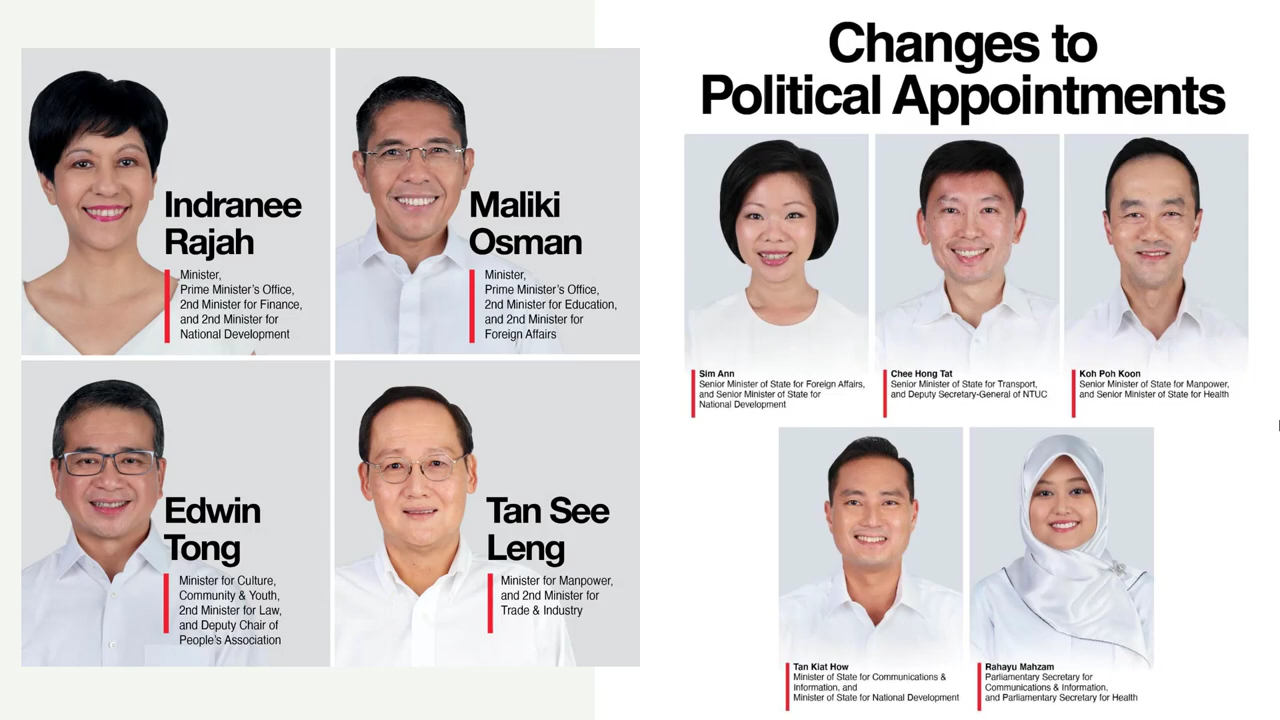 Indranee
Rajah
Minister,
Prime Minister's Office,
2nd Minister for Finance,
and 2nd Minister for
National Development
Maliki
Osman
Minister,
Prime Minister's Office,
2nd Minister for Education,
and 2nd Minister for
Foreign Affairs
Edwin
Tong
Minister for Culture,
Community & Youth,
2nd Minister for Law,
and Deputy Chair of
People's Association
Tan See
Leng
Minister for Manpower,
and 2nd Minister for
Trade & Industry
Changes to
Political Appointments
Sim Ann
Senior Minister of State for Foreign Affairs,
and Senior Minister of State for
National Development
Chee Hong Tat
Senior Minister of State for Transport,
and Deputy Secretary-General of NTUC
Koh Poh Koon
Senior Minister of State for Manpower,
and Senior Minister of State for Health
Tan Kiat How
Minister of State for Communications &
Information, and
Minister of State for National Development
Rahayu Mahzam
Parliamentary Secretary for
Communications & Information,
and Parliamentary Secretary for Health